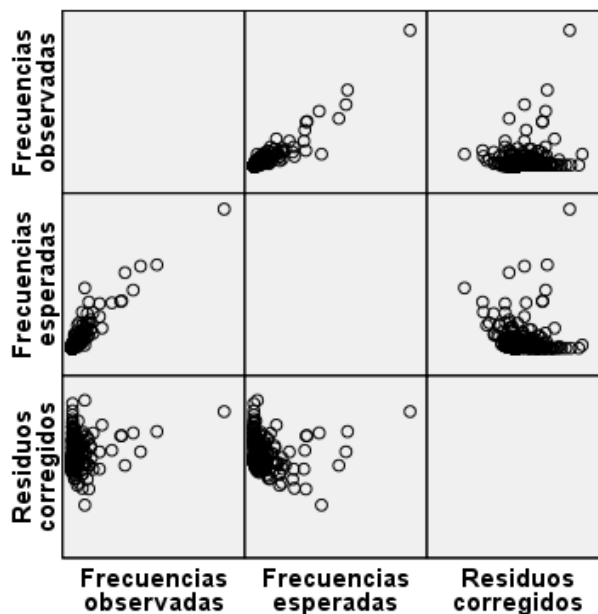 Frecuencias
observadas
Frecuencias
esperadas
Residuos
corregidos
Frecuencias
observadas
Frecuencias
esperadas
Residuos
corregidos